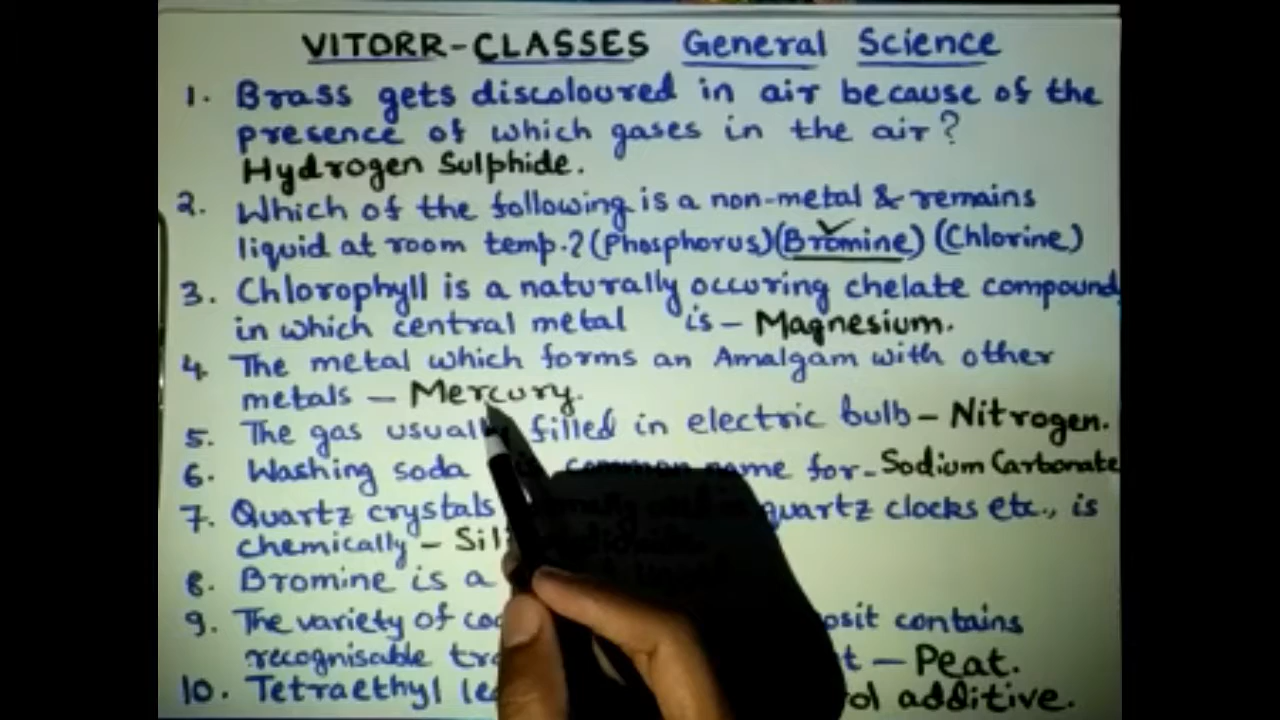 VITORR-CLASSES General Science
1. Brass gets discoloured in air because of the
presence of which gases in the air?
Hydrogen Sulphide.
2. Which of the following is a non-metal & remains
liquid at room temp.? (Phosphorus) (Bromine) (Chlorine)
3. Chlorophyll is a naturally occuring chelate compound
in which central metal is - Magnesium.
4. The metal which forms an Amalgam with other
metals - Mercury.
5. The gas usually filled in electric bulb - Nitrogen.
6. Washing soda common name for - Sodium Carbonate
7. Quartz crystals normally used in quartz clocks etc., is
chemically -
8. Bromine is a
9. The variety of contains
recognisable - Peat.
10. Tetraethyl additive.